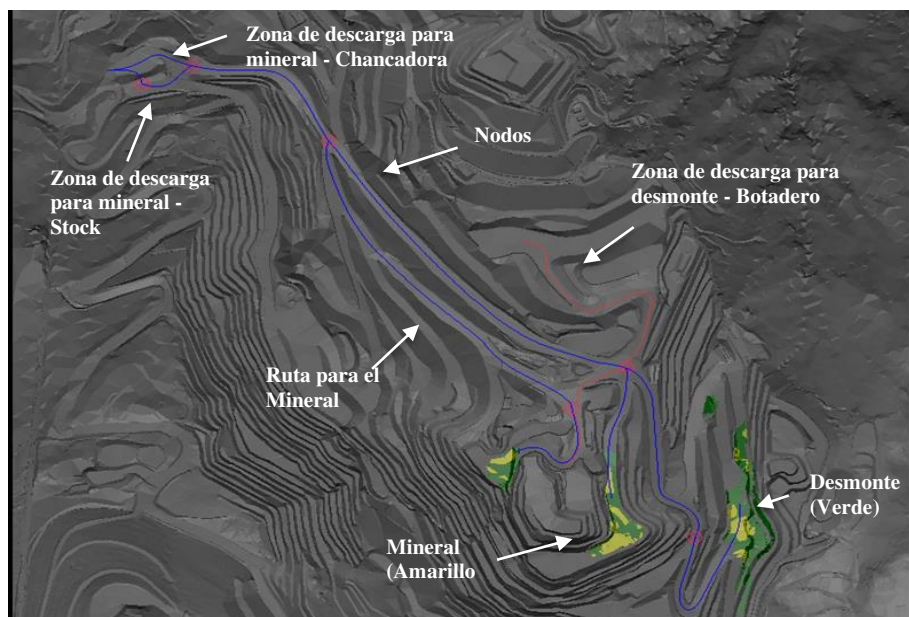 Zona de descarga para
mineral - Chancadora
Nodos
Zona de descarga
para mineral -
Stock
Zona de descarga para
desmonte - Botadero
Ruta para el
Mineral
Desmonte
(Verde)
Mineral
(Amarillo